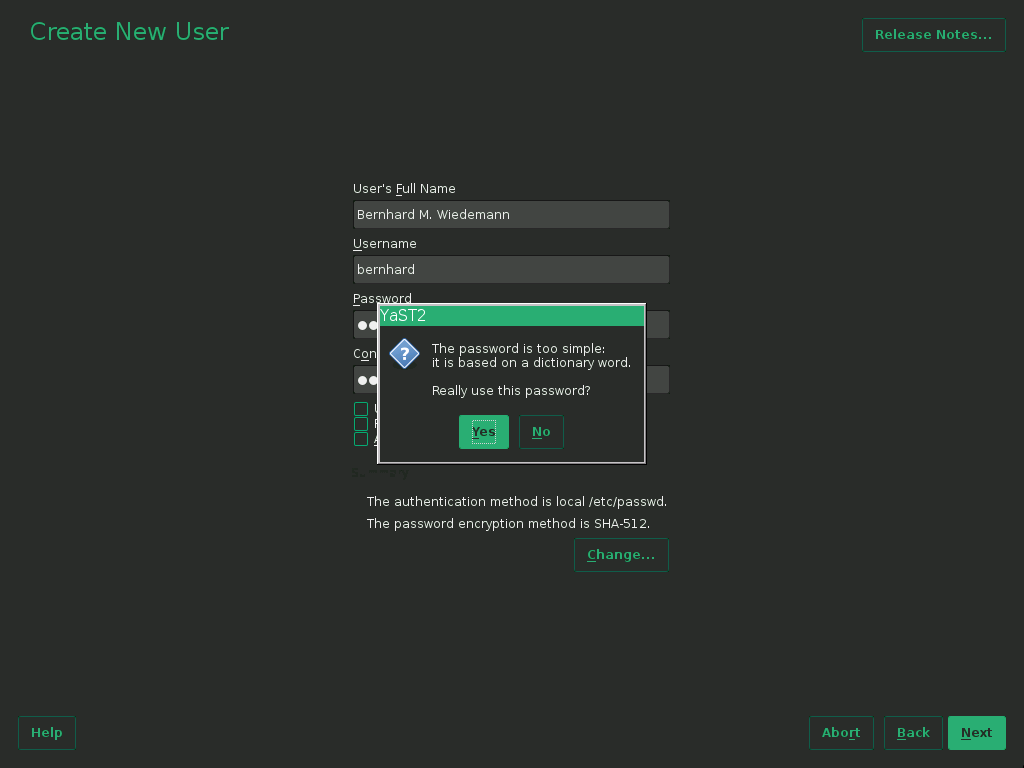 Create New User
Release Notes...
User's Full Name
Bernhard M. Wiedemann
Username
bernhard
Password
YaST2
The password is too simple:
it is based on a dictionary word.
Really use this password?
Yes No
Summary
The authentication method is local /etc/passwd.
The password encryption method is SHA-512.
Change...
Help Abort Back Next